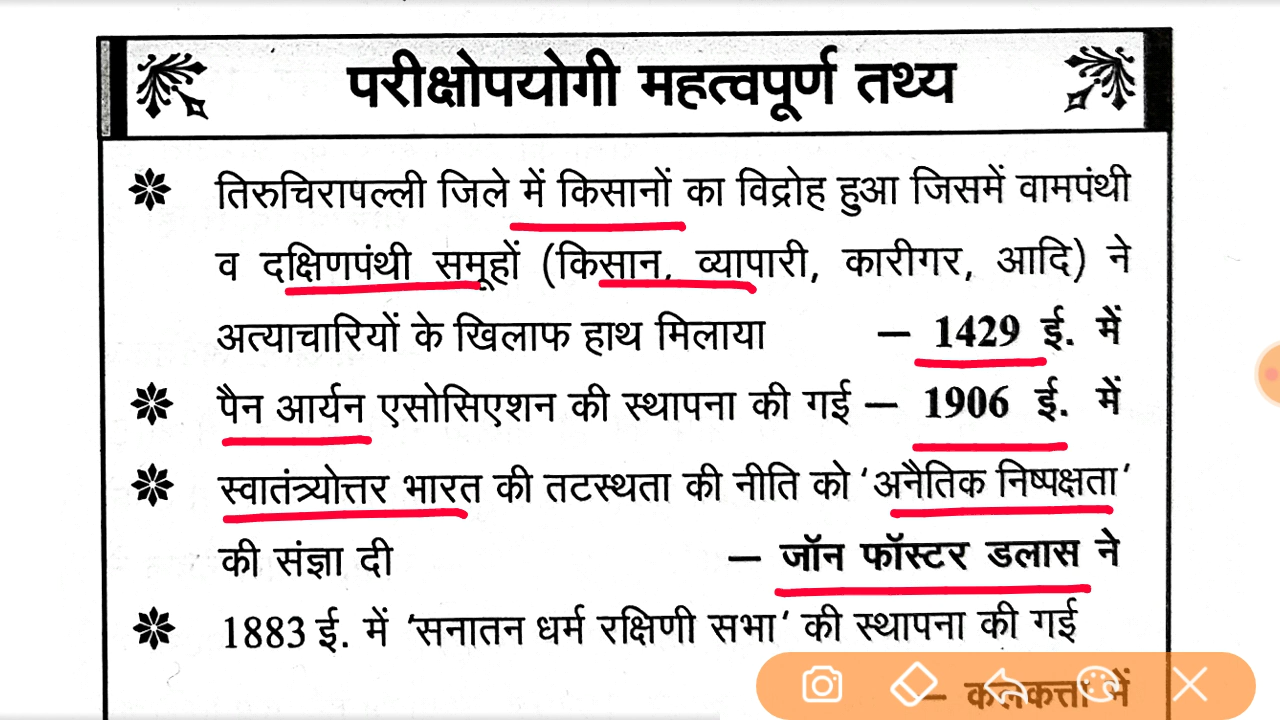 परीक्षोपयोगी महत्वपूर्ण तथ्य
तिरुचिरापल्ली जिले में किसानों का विद्रोह हुआ जिसमें वामपंथी
व दक्षिणपंथी समूहों (किसान, व्यापारी, कारीगर, आदि) ने
अत्याचारियों के खिलाफ हाथ मिलाया – 1429 ई. में
पैन आर्यन एसोसिएशन की स्थापना की गई – 1906 ई. में
स्वातंत्र्योत्तर भारत की तटस्थता की नीति को ‘अनैतिक निष्पक्षता’
की संज्ञा दी – जॉन फॉस्टर डलास ने
1883 ई. में ‘सनातन धर्म रक्षिणी सभा’ की स्थापना की गई
– कलकत्ता में